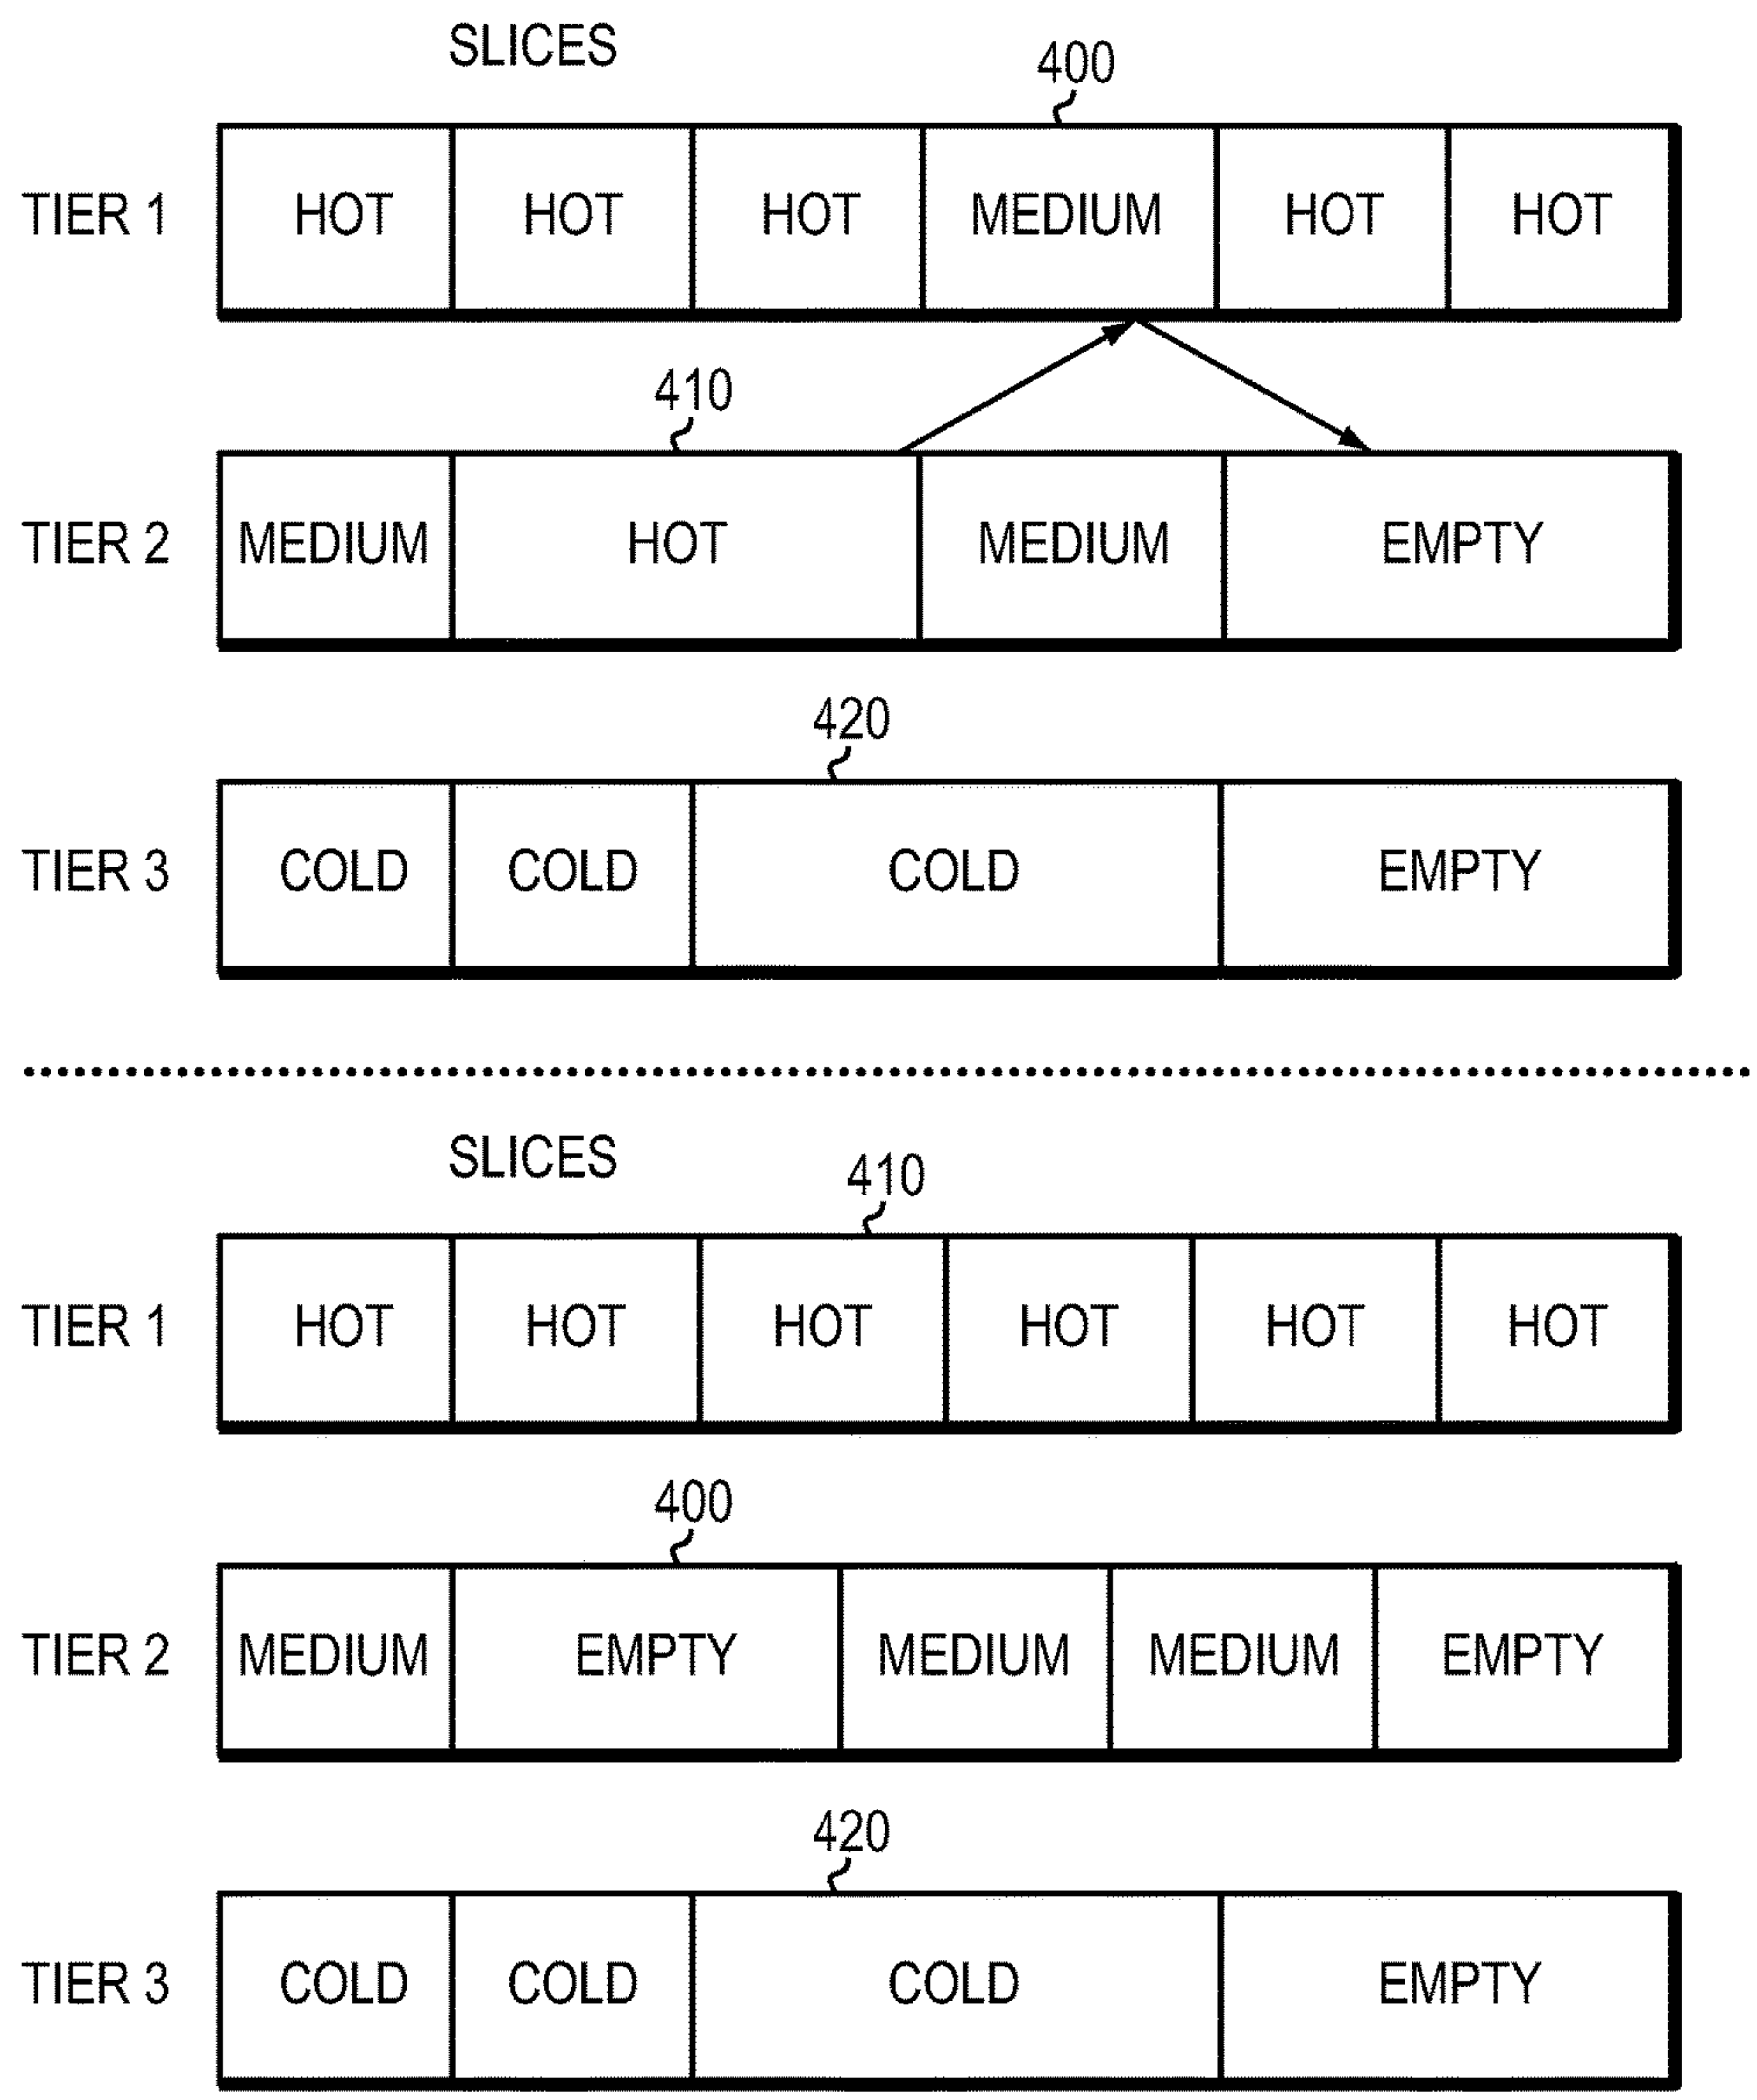 SLICES
400
TIER 1 HOT HOT HOT MEDIUM HOT HOT
410
TIER 2 MEDIUM HOT MEDIUM EMPTY
420
TIER 3 COLD COLD COLD EMPTY
SLICES
410
TIER 1 HOT HOT HOT HOT HOT HOT
400
TIER 2 MEDIUM EMPTY MEDIUM MEDIUM EMPTY
420
TIER 3 COLD COLD COLD EMPTY